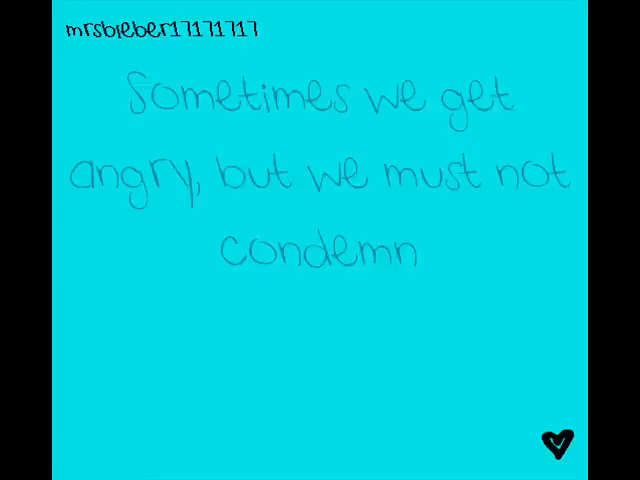 mrsbieber17171717
Sometimes we get
angry, but we must not
condemn